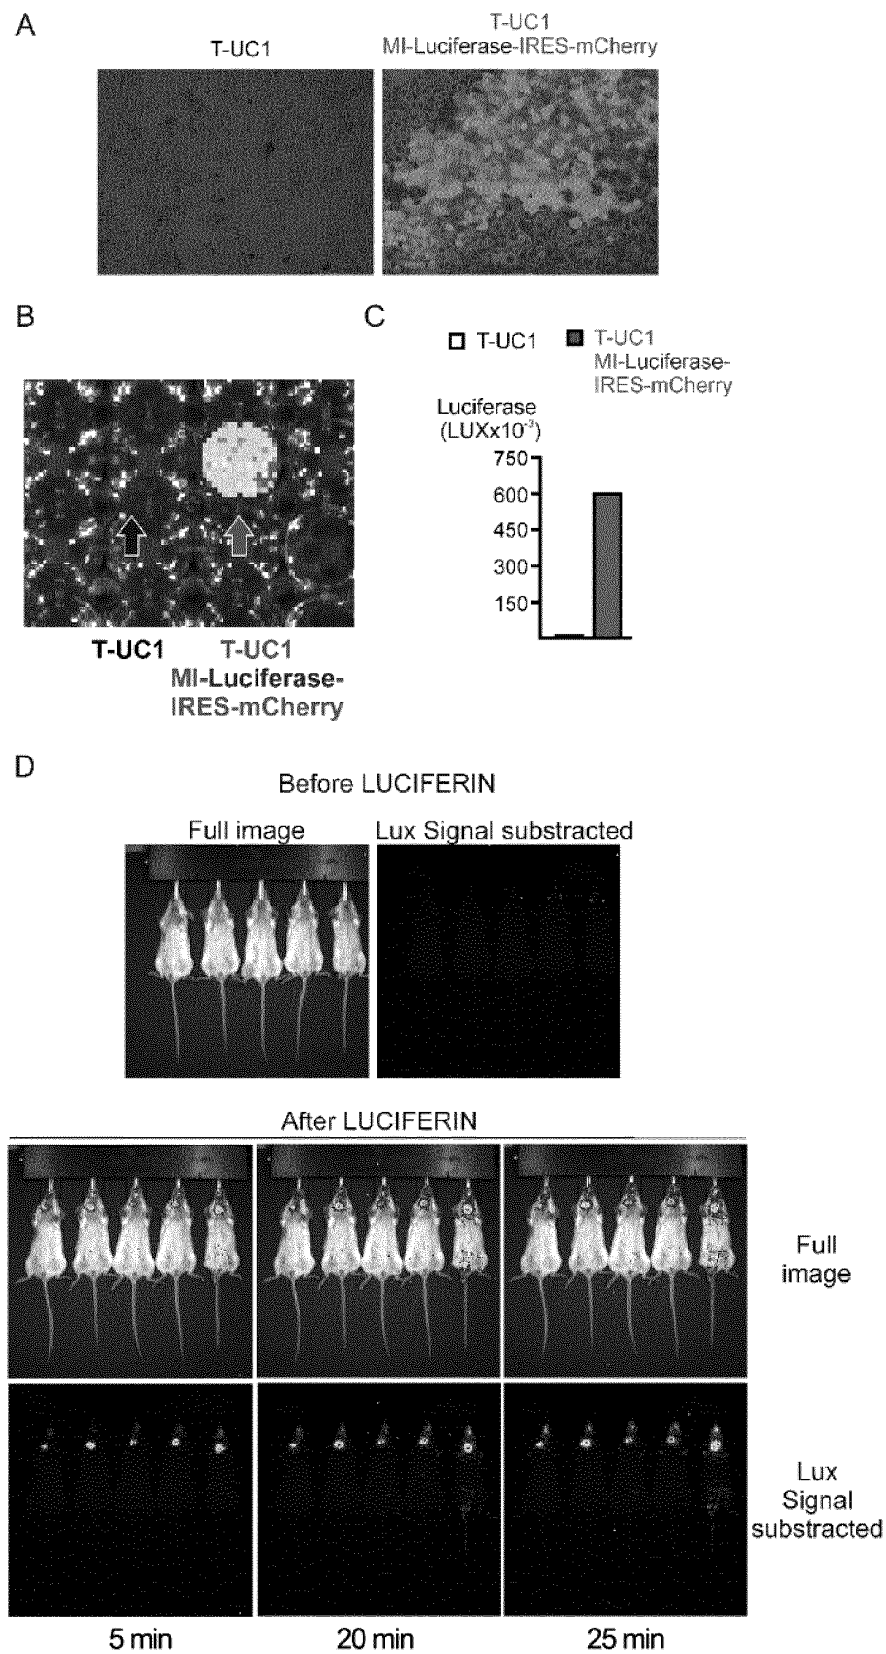 A
T-UC1
T-UC1
MI-Luciferase-IRES-mCherry
B
T-UC1
T-UC1
MI-Luciferase-
IRES-mCherry
C
T-UC1
T-UC1
MI-Luciferase-
IRES-mCherry
Luciferase
(LUXx10⁻³)
750
600
450
300
150
D
Before LUCIFERIN
Full image
Lux Signal substracted
After LUCIFERIN
Full
image
Lux
Signal
substracted
5 min
20 min
25 min